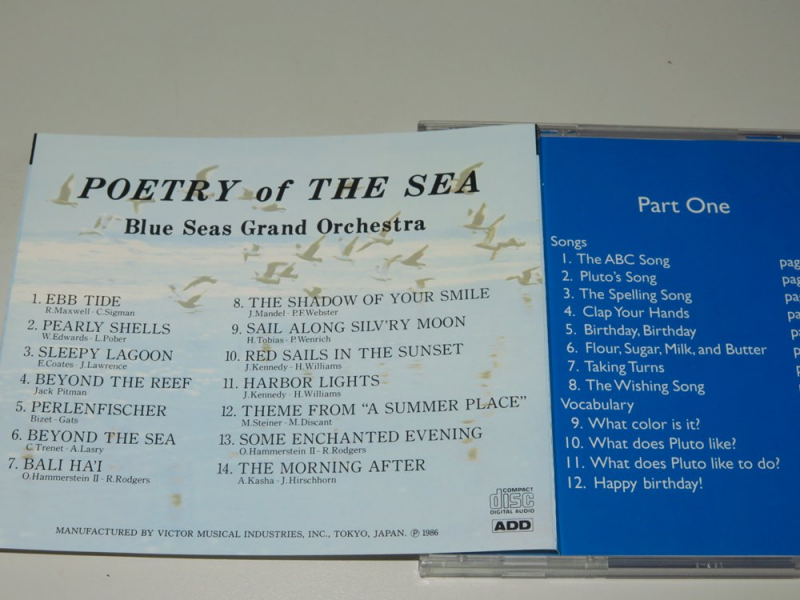 POETRY of THE SEA
Blue Seas Grand Orchestra
1. EBB TIDE
R.Maxwell · C.Sigman
2. PEARLY SHELLS
W.Edwards · L.Pober
3. SLEEPY LAGOON
E.Coates · J.Lawrence
4. BEYOND THE REEF
Jack Pitman
5. PERLENFISCHER
Bizet · Gats
6. BEYOND THE SEA
C.Trenet · A.Lasry
7. BALI HA'I
O.Hammerstein II · R.Rodgers
8. THE SHADOW OF YOUR SMILE
J.Mandel · P.F.Webster
9. SAIL ALONG SILV'RY MOON
H.Tobias · P.Wenrich
10. RED SAILS IN THE SUNSET
J.Kennedy · H.Williams
11. HARBOR LIGHTS
J.Kennedy · H.Williams
12. THEME FROM “A SUMMER PLACE”
M.Steiner · M.Discant
13. SOME ENCHANTED EVENING
O.Hammerstein II · R.Rodgers
14. THE MORNING AFTER
A.Kasha · J.Hirschhorn
COMPACT
disc
DIGITAL AUDIO
ADD
MANUFACTURED BY VICTOR MUSICAL INDUSTRIES, INC., TOKYO, JAPAN. Ⓟ 1986
Part One
Songs
1. The ABC Song pag
2. Pluto's Song pag
3. The Spelling Song pa
4. Clap Your Hands pa
5. Birthday, Birthday pa
6. Flour, Sugar, Milk, and Butter p
7. Taking Turns p
8. The Wishing Song
Vocabulary
9. What color is it?
10. What does Pluto like?
11. What does Pluto like to do?
12. Happy birthday!